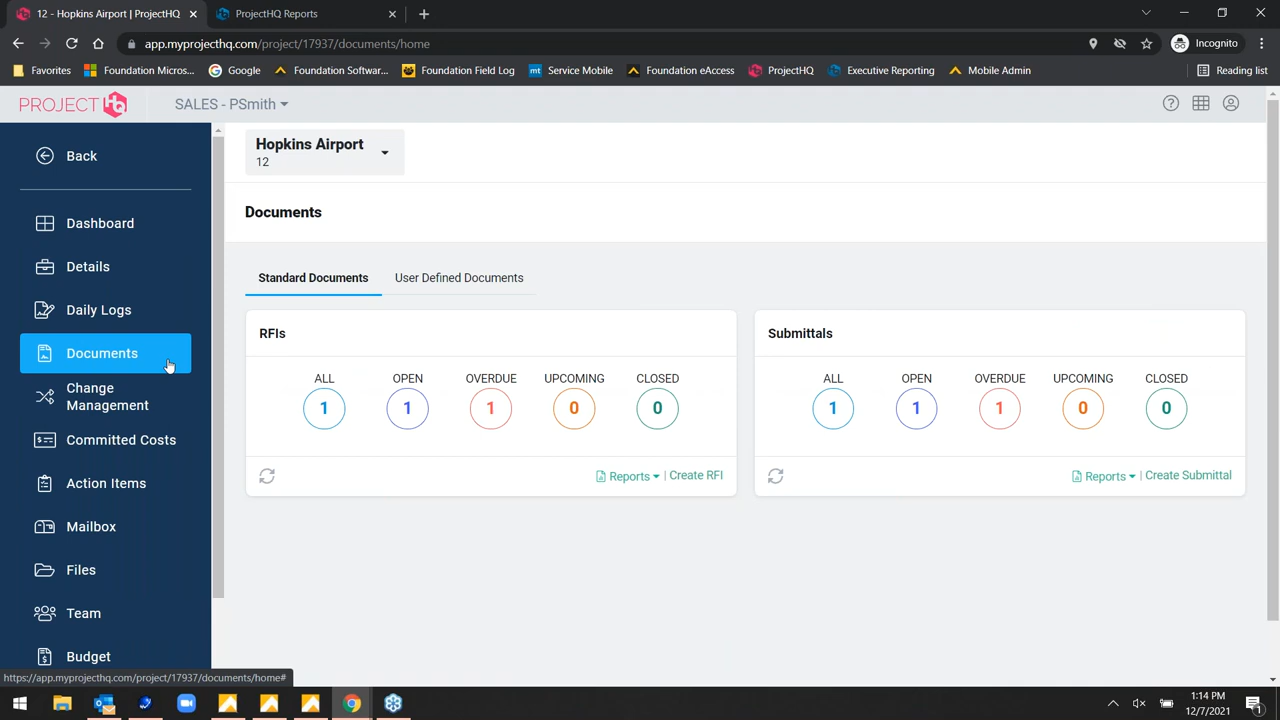 12 - Hopkins Airport | ProjectHQ
ProjectHQ Reports
app.myprojecthq.com/project/17937/documents/home
Incognito
Favorites
Foundation Micros...
Google
Foundation Softwar...
Foundation Field Log
mt Service Mobile
Foundation eAccess
ProjectHQ
Executive Reporting
Mobile Admin
Reading list
PROJECT HQ
SALES - PSmith
Back
Dashboard
Details
Daily Logs
Documents
Change
Management
Committed Costs
Action Items
Mailbox
Files
Team
Budget
Hopkins Airport
12
Documents
Standard Documents
User Defined Documents
RFIs
ALL OPEN OVERDUE UPCOMING CLOSED
1 1 1 0 0
Reports | Create RFI
Submittals
ALL OPEN OVERDUE UPCOMING CLOSED
1 1 1 0 0
Reports | Create Submittal
https://app.myprojecthq.com/project/17937/documents/home#
1:14 PM
12/7/2021